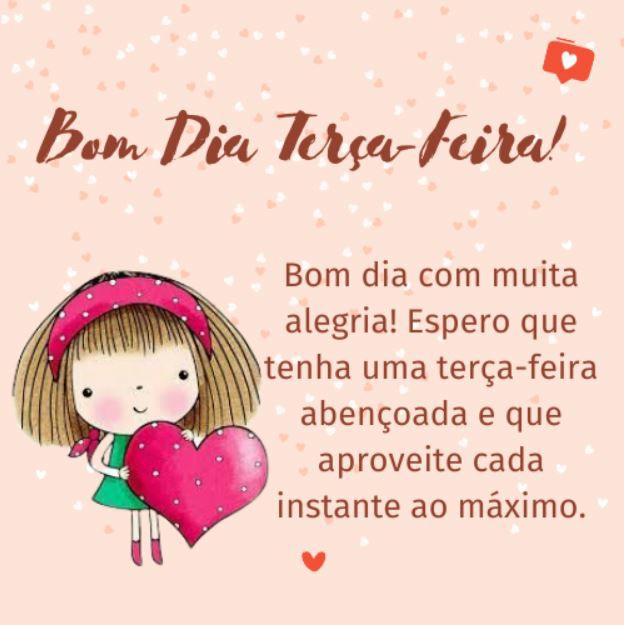 Bom Dia Terça-Feira!
Bom dia com muita
alegria! Espero que
tenha uma terça-feira
abençoada e que
aproveite cada
instante ao máximo.